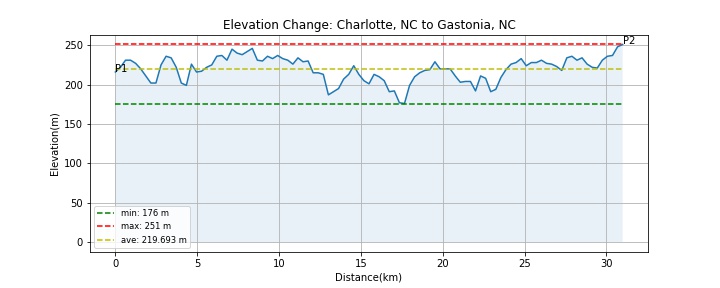 Elevation Change: Charlotte, NC to Gastonia, NC
Elevation(m)
250
200
150
100
50
0
P1
P2
min: 176 m
max: 251 m
ave: 219.693 m
0 5 10 15 20 25 30
Distance(km)